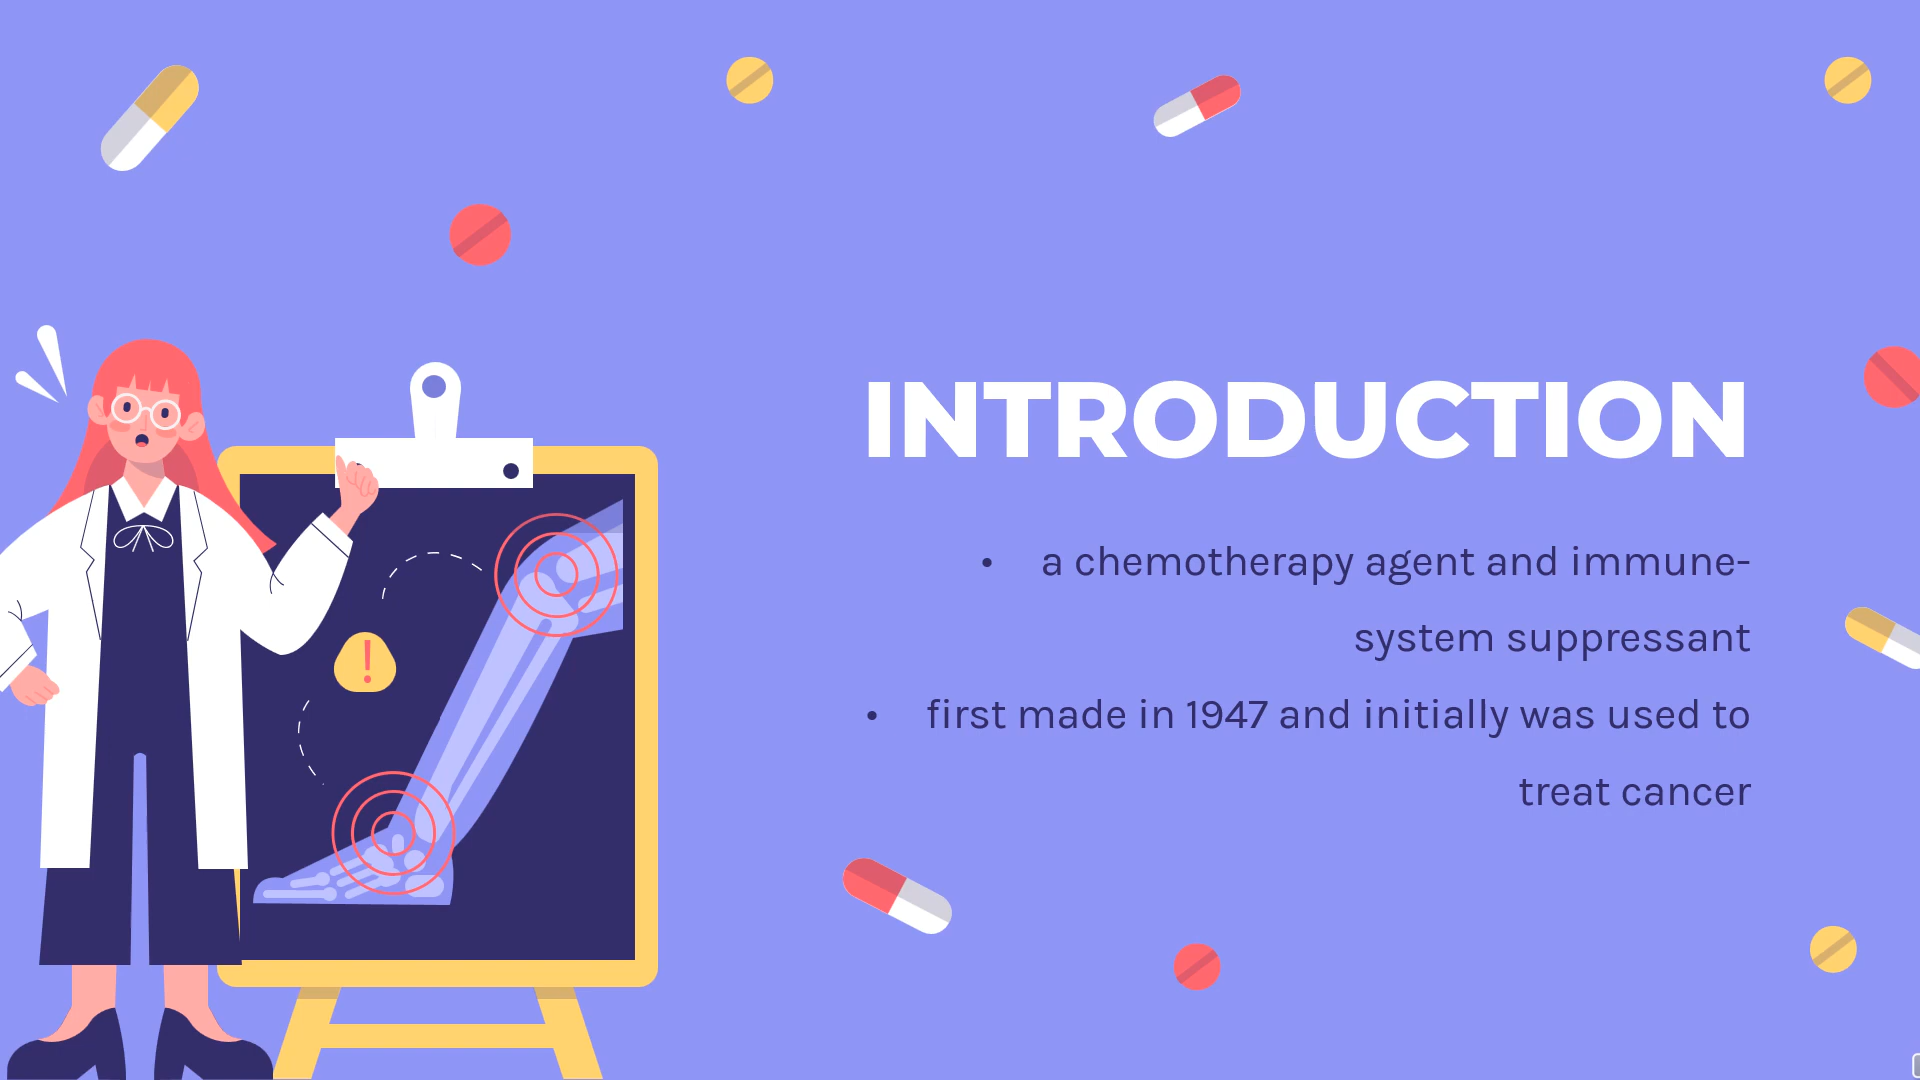 INTRODUCTION
• a chemotherapy agent and immune-
system suppressant
• first made in 1947 and initially was used to
treat cancer